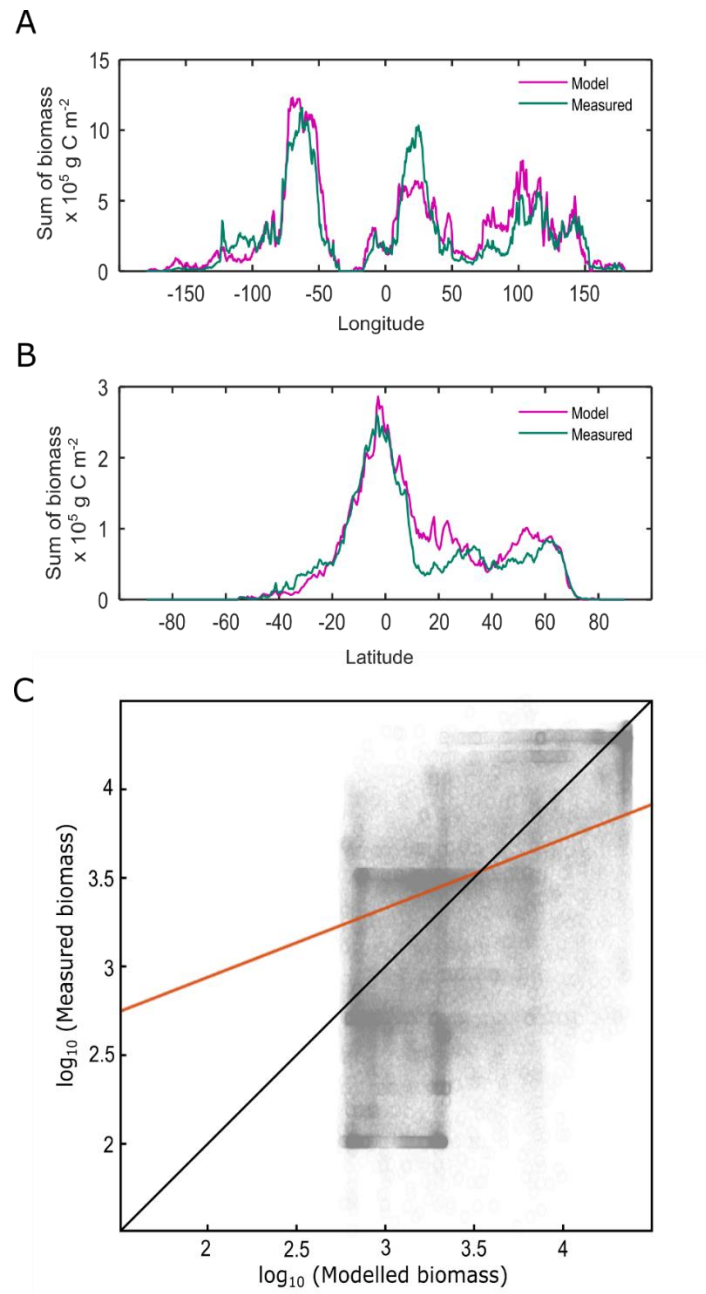 A
15
10
5
0
Sum of biomass
x 10⁵ g C m⁻²
Model
Measured
-150 -100 -50 0 50 100 150
Longitude
B
3
2
1
0
Sum of biomass
x 10⁵ g C m⁻²
Model
Measured
-80 -60 -40 -20 0 20 40 60 80
Latitude
C
4
3.5
3
2.5
2
log₁₀ (Measured biomass)
2 2.5 3 3.5 4
log₁₀ (Modelled biomass)